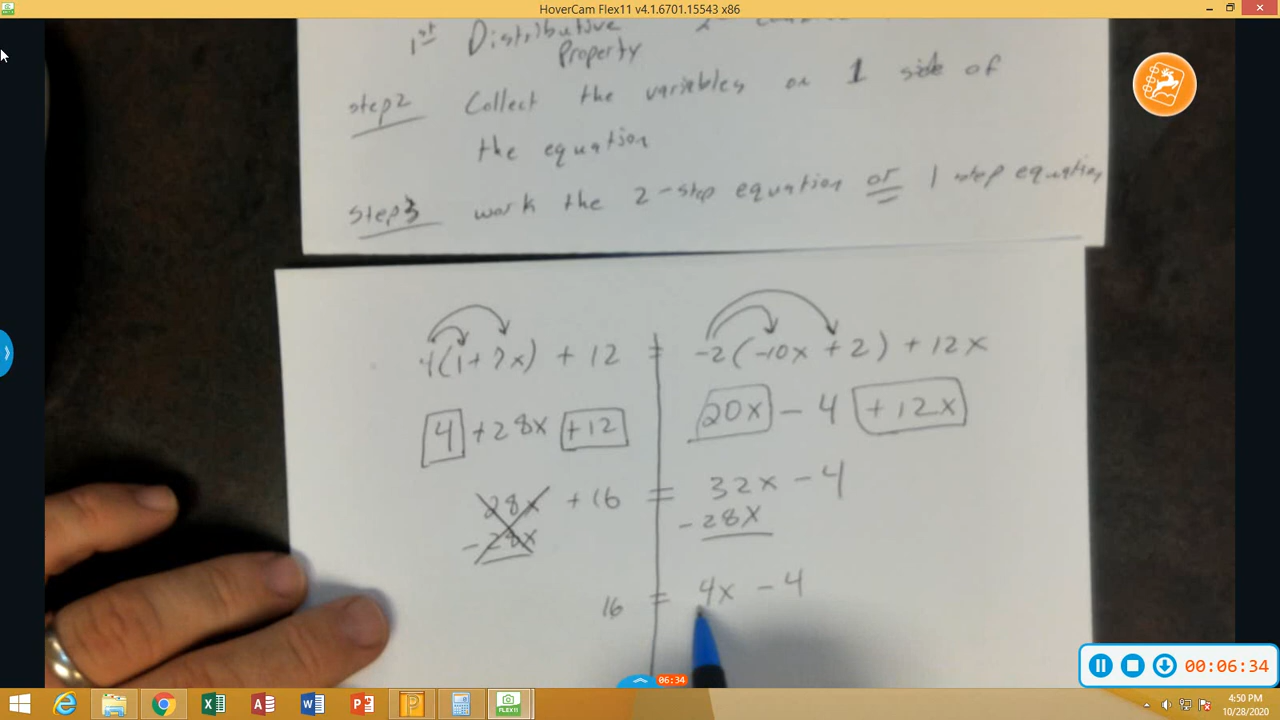 HoverCam Flex11 v4.1.6701.15543 x86
1st Distributive
Property
step2 Collect the variables on 1 side of
the equation
step3 work the 2-step equation or 1 step equation
4(1+7x) + 12 = -2(-10x + 2) + 12x
4 +28x +12 20x - 4 + 12x
28x + 16 = 32x - 4
- 28x - 28x
16 = 4x - 4
00:06:34
06:34
FLEX11
4:50 PM
10/28/2020